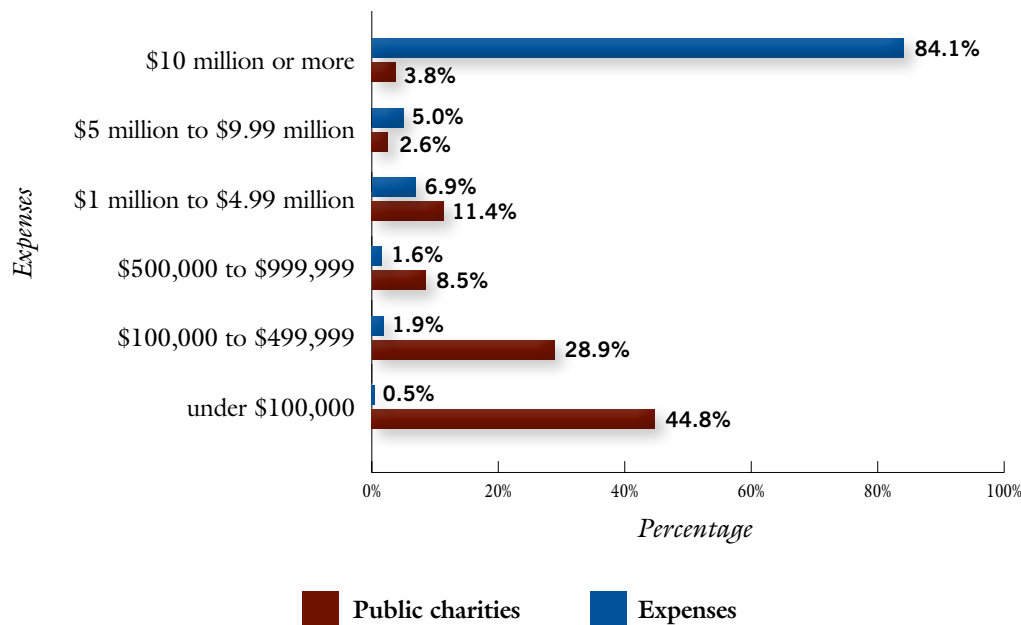 $10 million or more
84.1%
3.8%
$5 million to $9.99 million
5.0%
2.6%
$1 million to $4.99 million
6.9%
11.4%
Expenses
$500,000 to $999,999
1.6%
8.5%
$100,000 to $499,999
1.9%
28.9%
under $100,000
0.5%
44.8%
0% 20% 40% 60% 80% 100%
Percentage
Public charities Expenses